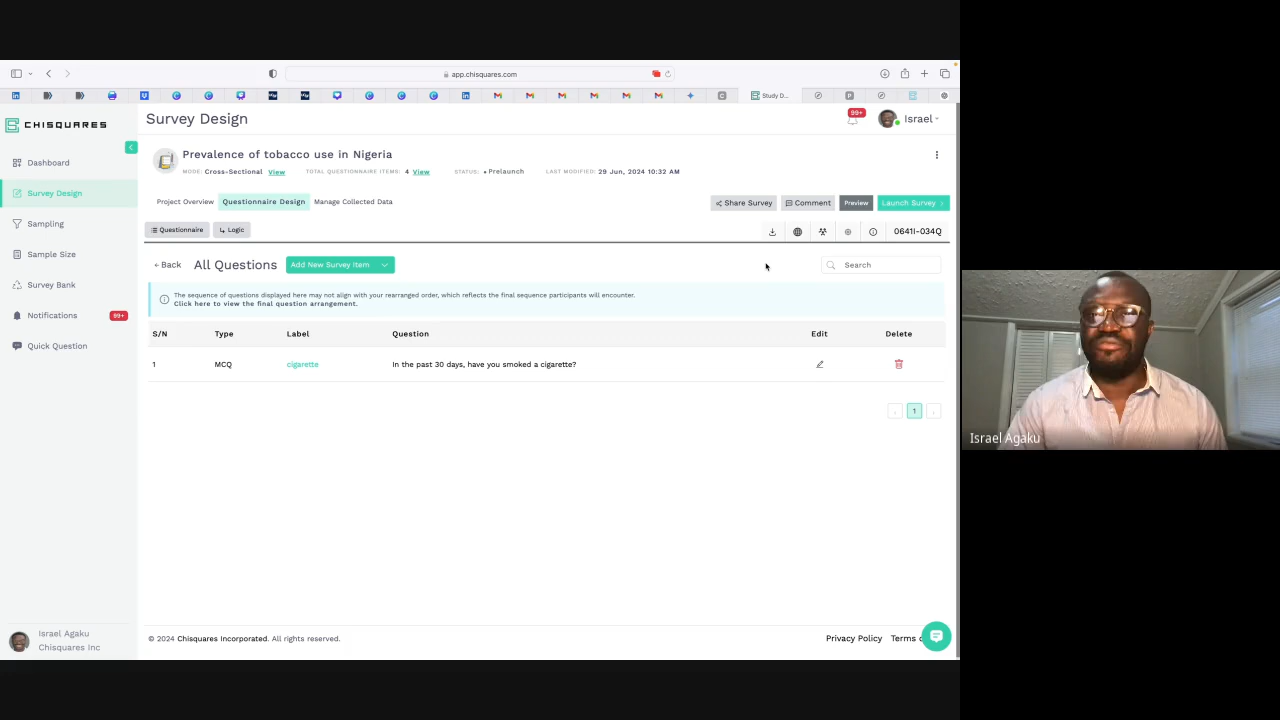 app.chisquares.com
Study D...
CHISQUARES
Survey Design
99+
Israel
Dashboard
Survey Design
Sampling
Sample Size
Survey Bank
Notifications
99+
Quick Question
Prevalence of tobacco use in Nigeria
MODE: Cross-Sectional View TOTAL QUESTIONNAIRE ITEMS: 4 View STATUS: • Prelaunch LAST MODIFIED: 29 Jun, 2024 10:32 AM
Project Overview Questionnaire Design Manage Collected Data
Share Survey Comment Preview Launch Survey
Questionnaire Logic
0641I-034Q
Back All Questions Add New Survey Item
Search
The sequence of questions displayed here may not align with your rearranged order, which reflects the final sequence participants will encounter.
Click here to view the final question arrangement.
S/N Type Label Question Edit Delete
1 MCQ cigarette In the past 30 days, have you smoked a cigarette?
1
Israel Agaku
Chisquares Inc
© 2024 Chisquares Incorporated. All rights reserved.
Privacy Policy Terms
Israel Agaku